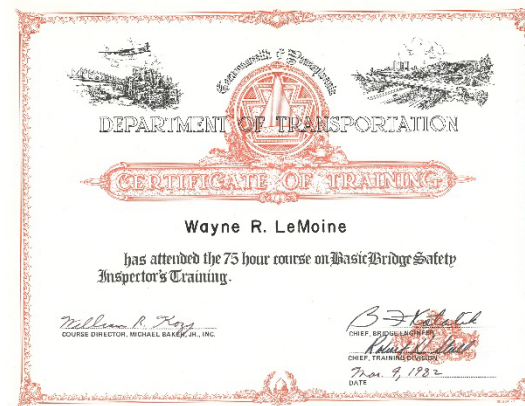 Commonwealth of Pennsylvania
DEPARTMENT OF TRANSPORTATION
CERTIFICATE OF TRAINING
Wayne R. LeMoine
has attended the 75 hour course on Basic Bridge Safety
Inspector's Training.
William R.
COURSE DIRECTOR, MICHAEL BAKER, JR., INC.
CHIEF, BRIDGE ENGINEER
Robert
CHIEF, TRAINING DIVISION
Mar. 9, 1982
DATE